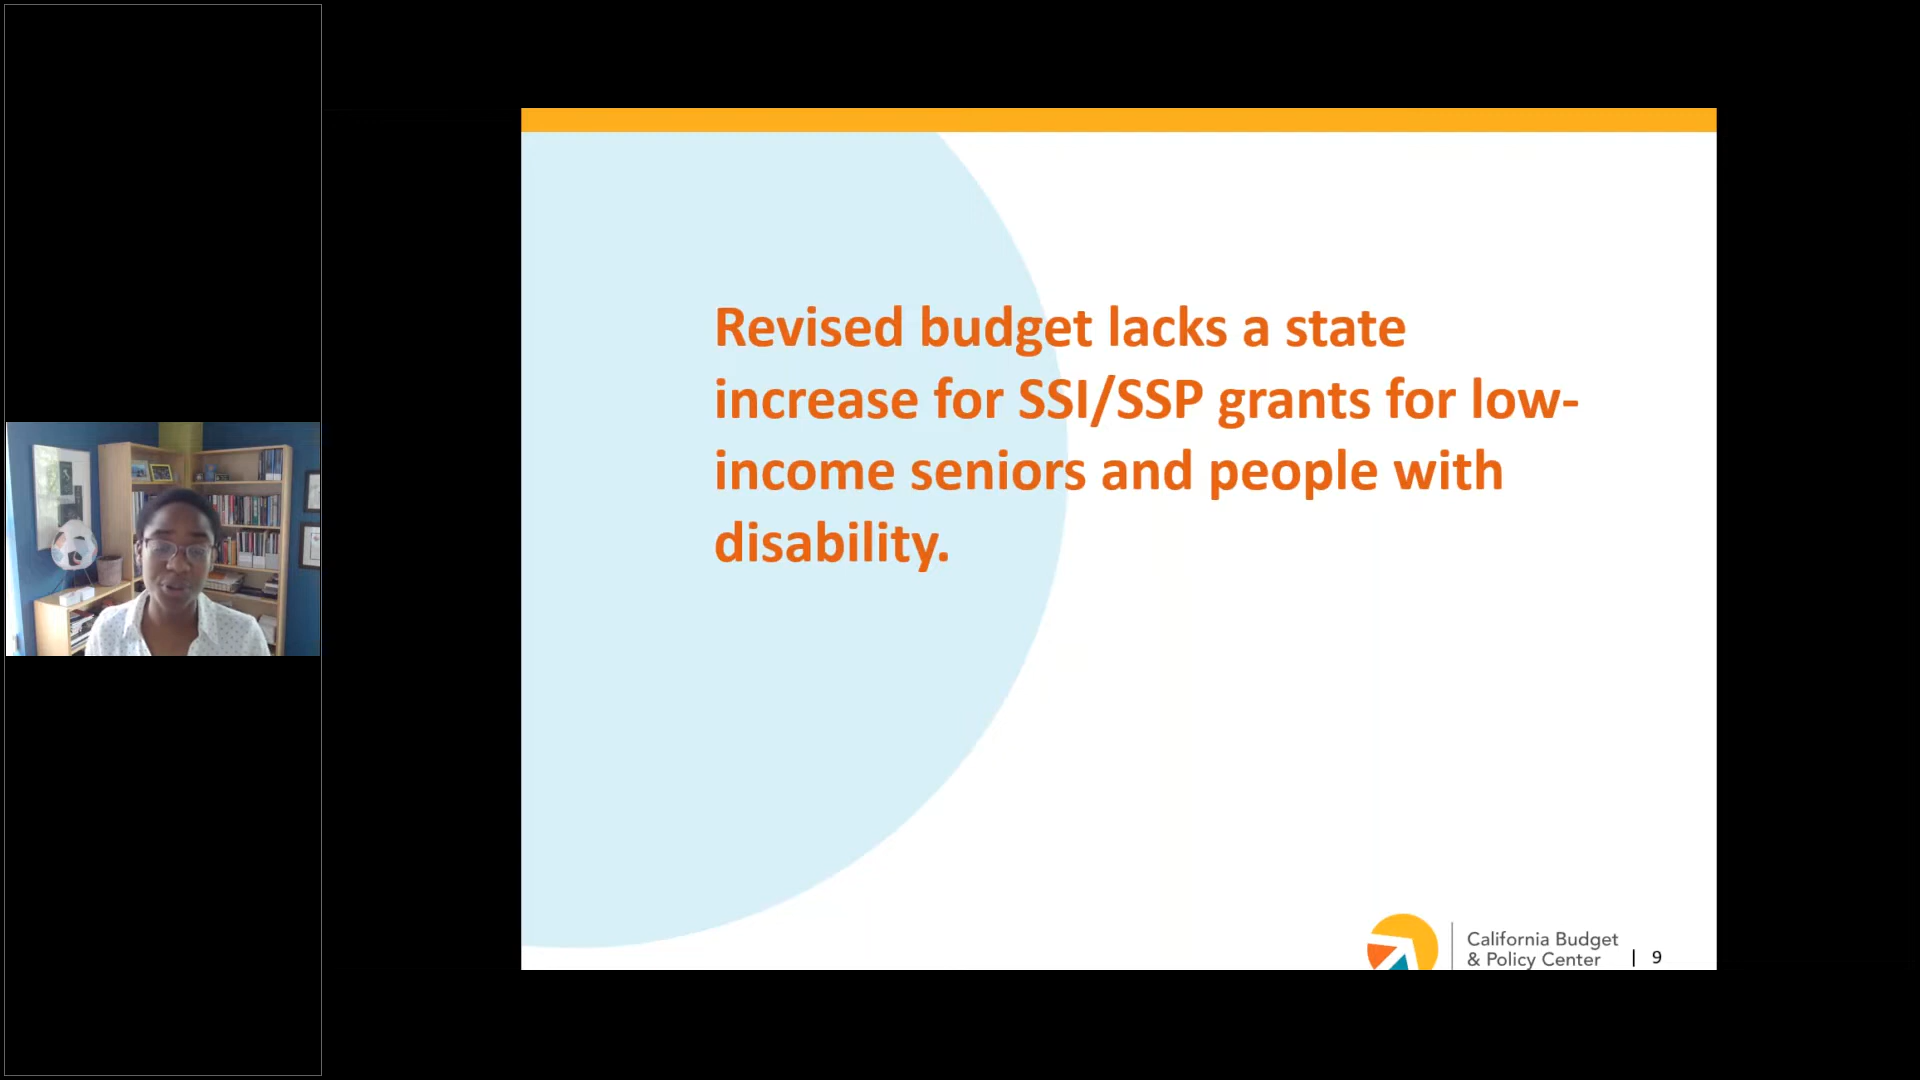 Revised budget lacks a state
increase for SSI/SSP grants for low-
income seniors and people with
disability.
California Budget
& Policy Center
| 9